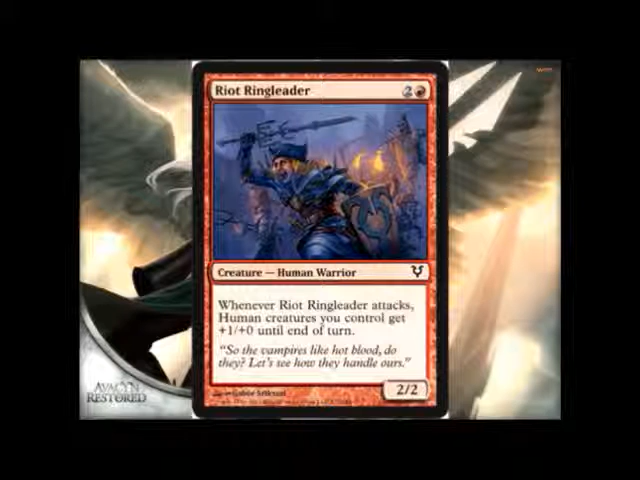 Riot Ringleader
2
Creature — Human Warrior
Whenever Riot Ringleader attacks,
Human creatures you control get
+1/+0 until end of turn.
“So the vampires like hot blood, do
they? Let's see how they handle ours.”
2/2
AVACYN
RESTORED